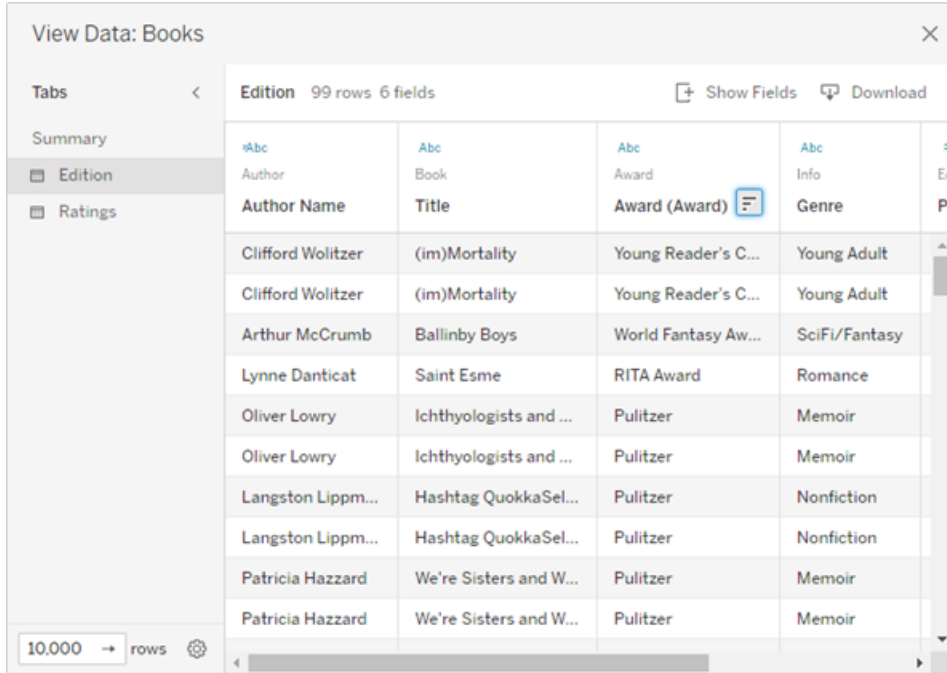 View Data: Books
Tabs
Edition 99 rows 6 fields
Show Fields
Download
Summary
Edition
Ratings
Abc Abc Abc Abc
Author Book Award Info
Author Name Title Award (Award) Genre P
Clifford Wolitzer (im)Mortality Young Reader's C... Young Adult
Clifford Wolitzer (im)Mortality Young Reader's C... Young Adult
Arthur McCrumb Ballinby Boys World Fantasy Aw... SciFi/Fantasy
Lynne Danticat Saint Esme RITA Award Romance
Oliver Lowry Ichthyologists and ... Pulitzer Memoir
Oliver Lowry Ichthyologists and ... Pulitzer Memoir
Langston Lippm... Hashtag QuokkaSel... Pulitzer Nonfiction
Langston Lippm... Hashtag QuokkaSel... Pulitzer Nonfiction
Patricia Hazzard We're Sisters and W... Pulitzer Memoir
Patricia Hazzard We're Sisters and W... Pulitzer Memoir
10,000 → rows